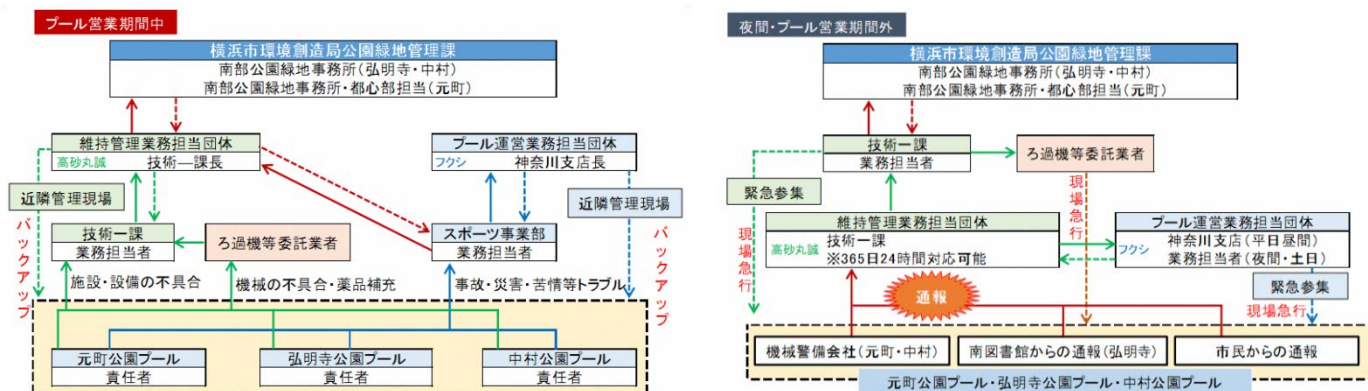 プール営業期間中
横浜市環境創造局公園緑地管理課
南部公園緑地事務所(弘明寺・中村)
南部公園緑地事務所・都心部担当(元町)
維持管理業務担当団体
高砂丸誠 技術一課長
プール運営業務担当団体
フクシ 神奈川支店長
近隣管理現場
近隣管理現場
バックアップ
バックアップ
技術一課
業務担当者
ろ過機等委託業者
スポーツ事業部
業務担当者
施設・設備の不具合
機械の不具合・薬品補充
事故・災害・苦情等トラブル
元町公園プール
責任者
弘明寺公園プール
責任者
中村公園プール
責任者
夜間・プール営業期間外
横浜市環境創造局公園緑地管理課
南部公園緑地事務所(弘明寺・中村)
南部公園緑地事務所・都心部担当(元町)
技術一課
業務担当者
ろ過機等委託業者
緊急参集
現場急行
現場急行
維持管理業務担当団体
高砂丸誠 技術一課
※365日24時間対応可能
プール運営業務担当団体
フクシ 神奈川支店(平日昼間)
業務担当者(夜間・土日)
通報
緊急参集
現場急行
機械警備会社(元町・中村)
南図書館からの通報(弘明寺)
市民からの通報
元町公園プール・弘明寺公園プール・中村公園プール